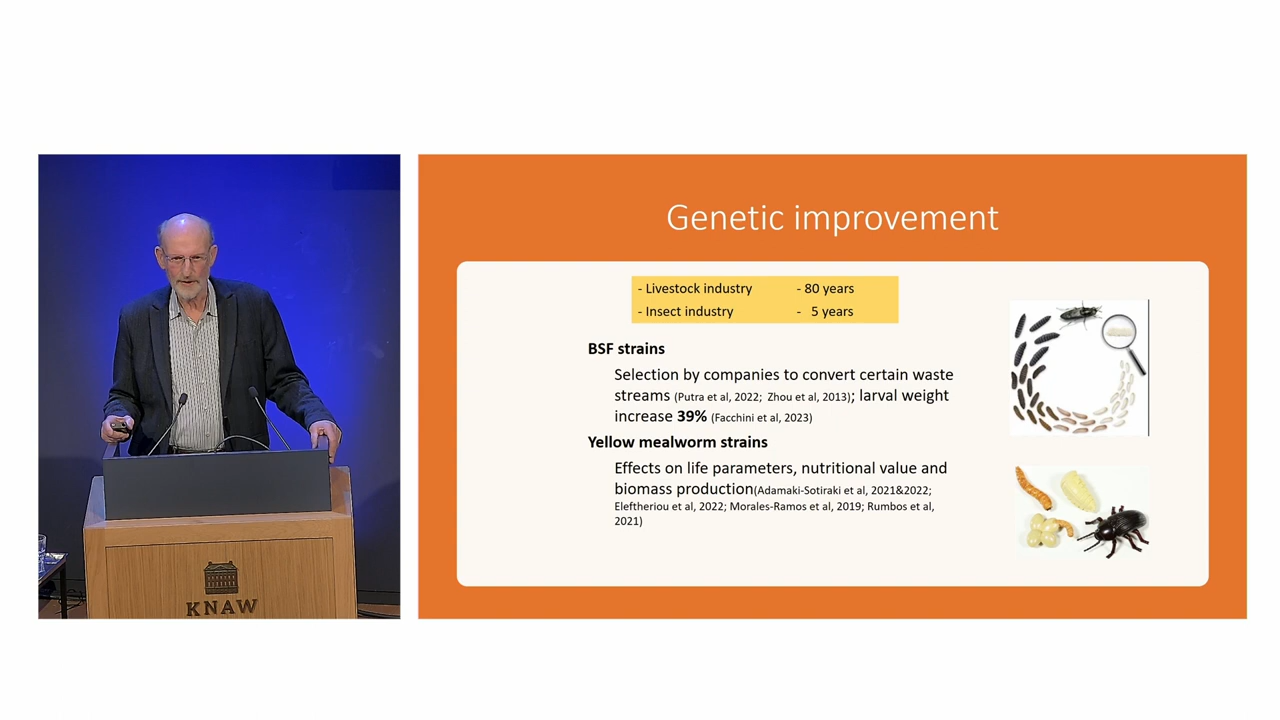 Genetic improvement
- Livestock industry - 80 years
- Insect industry - 5 years
BSF strains
Selection by companies to convert certain waste
streams (Putra et al, 2022; Zhou et al, 2013); larval weight
increase 39% (Facchini et al, 2023)
Yellow mealworm strains
Effects on life parameters, nutritional value and
biomass production(Adamaki-Sotiraki et al, 2021&2022;
Eleftheriou et al, 2022; Morales-Ramos et al, 2019; Rumbos et al,
2021)
KNAW